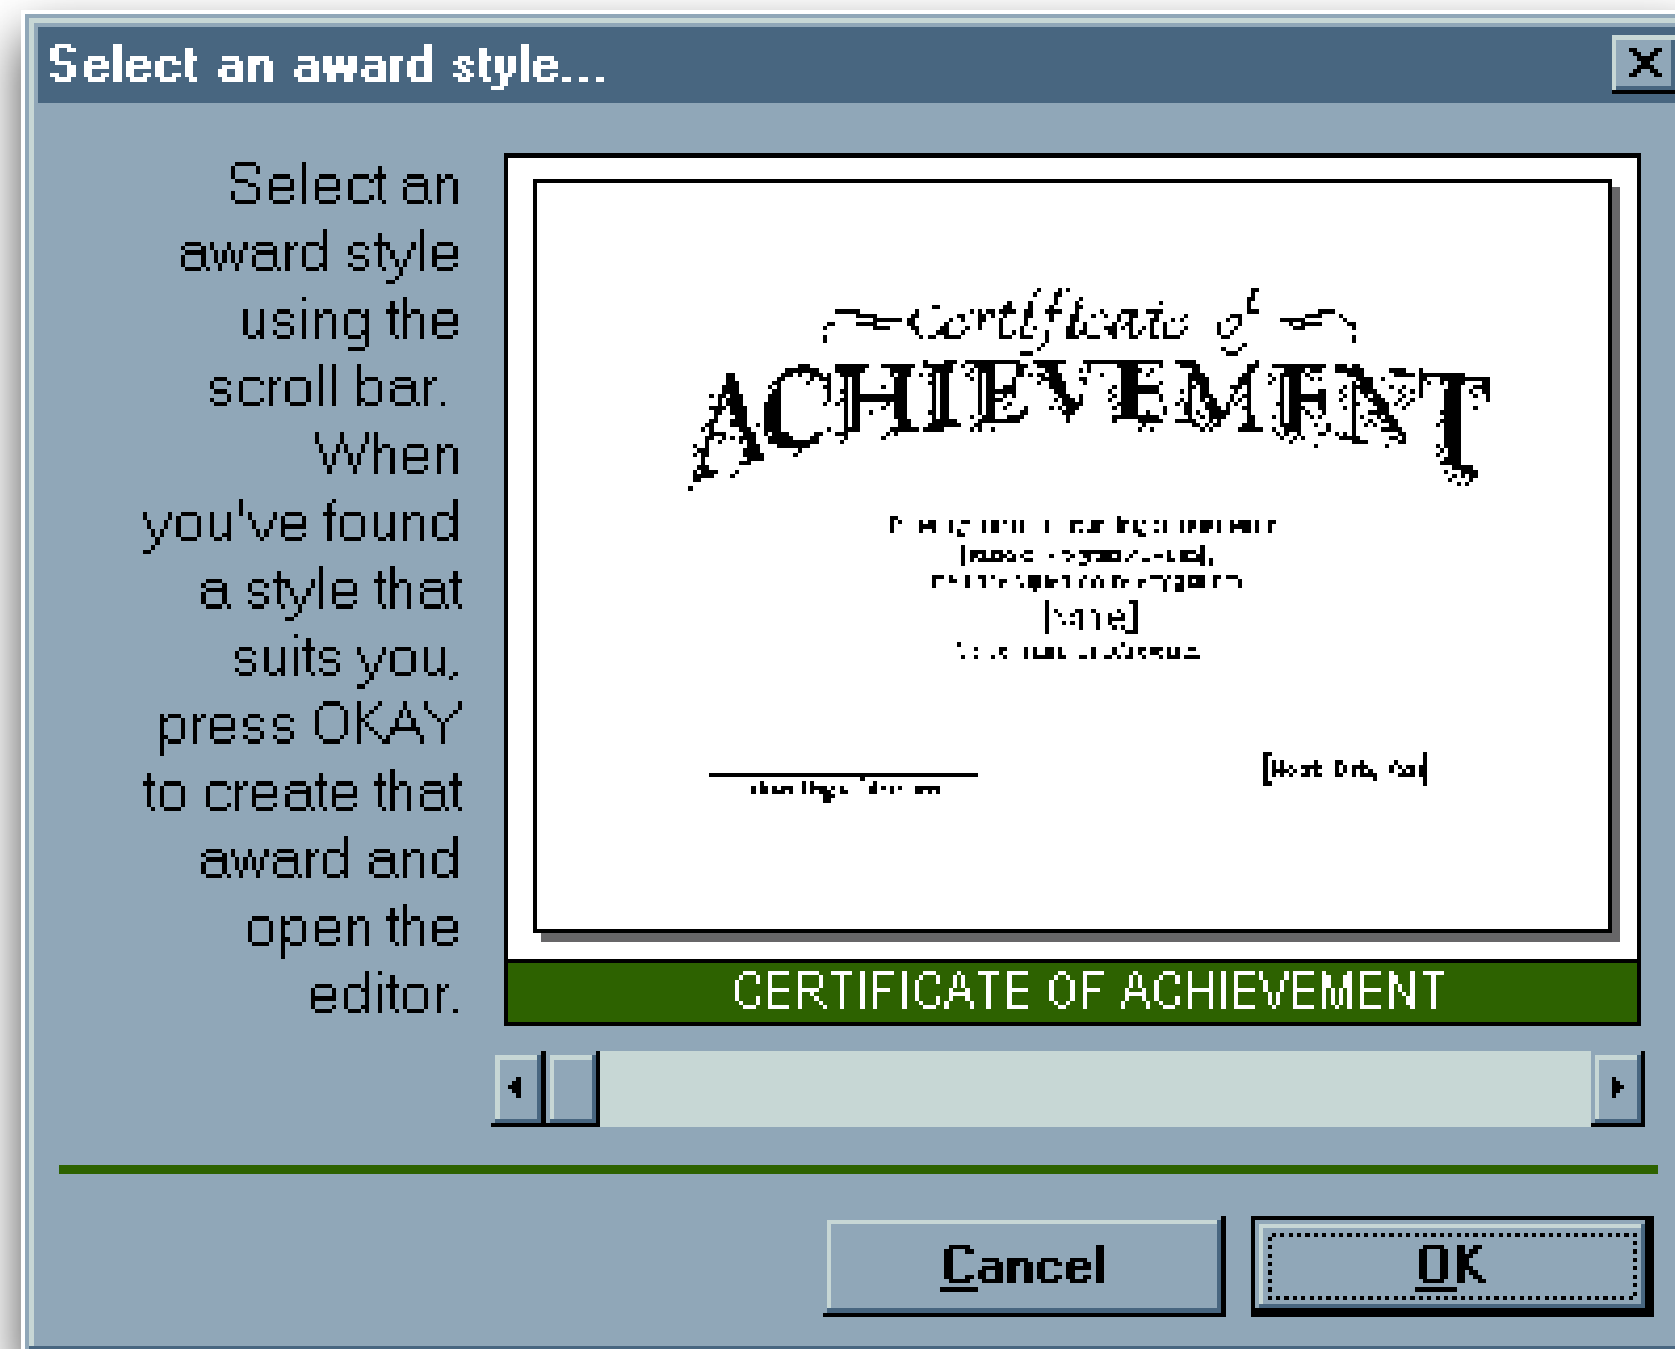 Select an award style...
Select an
award style
using the
scroll bar.
When
you've found
a style that
suits you,
press OKAY
to create that
award and
open the
editor.
Certificate of
ACHIEVEMENT
[Name]
CERTIFICATE OF ACHIEVEMENT
Cancel
OK